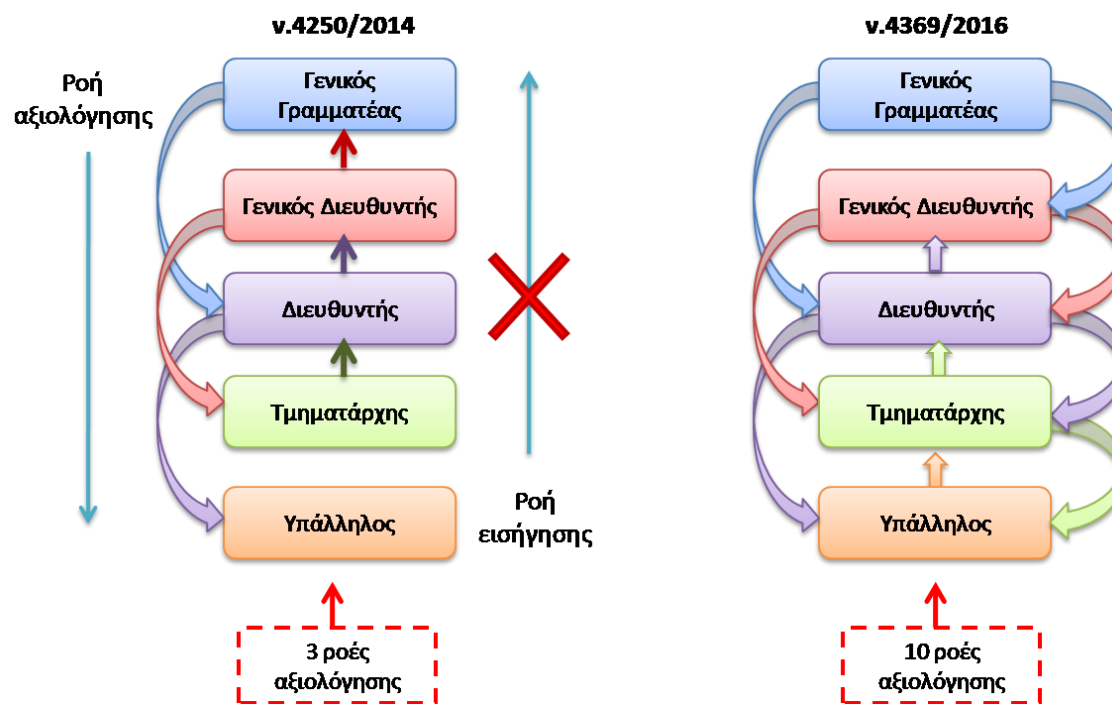 ν.4250/2014
Ροή
αξιολόγησης
Γενικός
Γραμματέας
Γενικός Διευθυντής
Διευθυντής
Τμηματάρχης
Υπάλληλος
Ροή
εισήγησης
3 ροές
αξιολόγησης
ν.4369/2016
Γενικός
Γραμματέας
Γενικός Διευθυντής
Διευθυντής
Τμηματάρχης
Υπάλληλος
10 ροές
αξιολόγησης